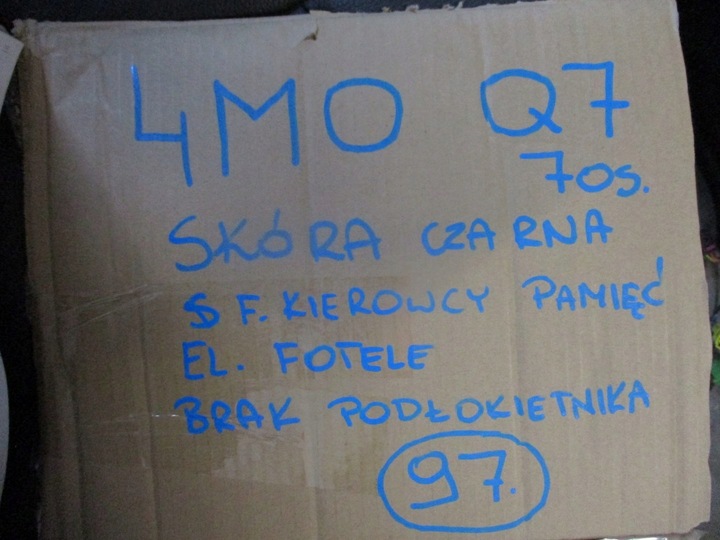 4MO Q7
7os.
SKÓRA CZARNA
F. KIEROWCY PAMIĘĆ
EL. FOTELE
BRAK PODŁOKIETNIKA
97.